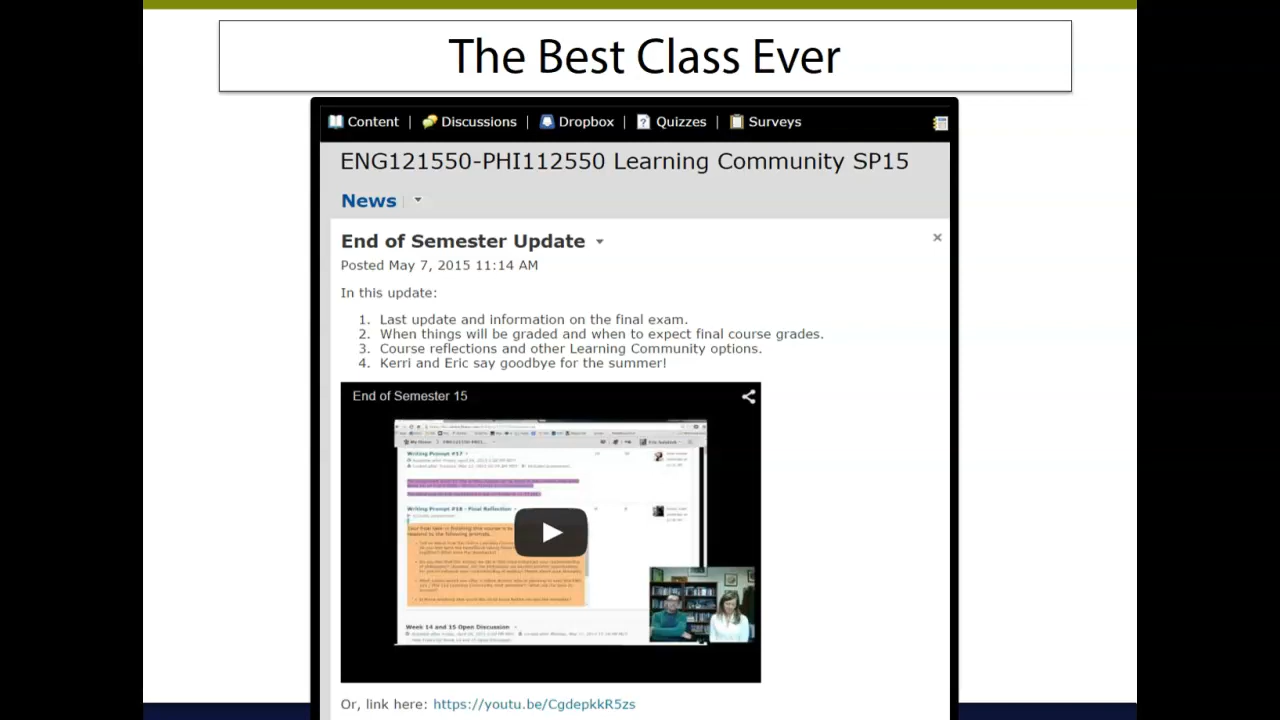 The Best Class Ever
Content | Discussions | Dropbox | Quizzes | Surveys
ENG121550-PHI112550 Learning Community SP15
News
End of Semester Update
Posted May 7, 2015 11:14 AM
In this update:
1. Last update and information on the final exam.
2. When things will be graded and when to expect final course grades.
3. Course reflections and other Learning Community options.
4. Kerri and Eric say goodbye for the summer!
End of Semester 15
Writing Prompt #17
Writing Prompt #18 - Final Reflection
Week 14 and 15 Open Discussion
Or, link here: https://youtu.be/CgdepkkR5zs